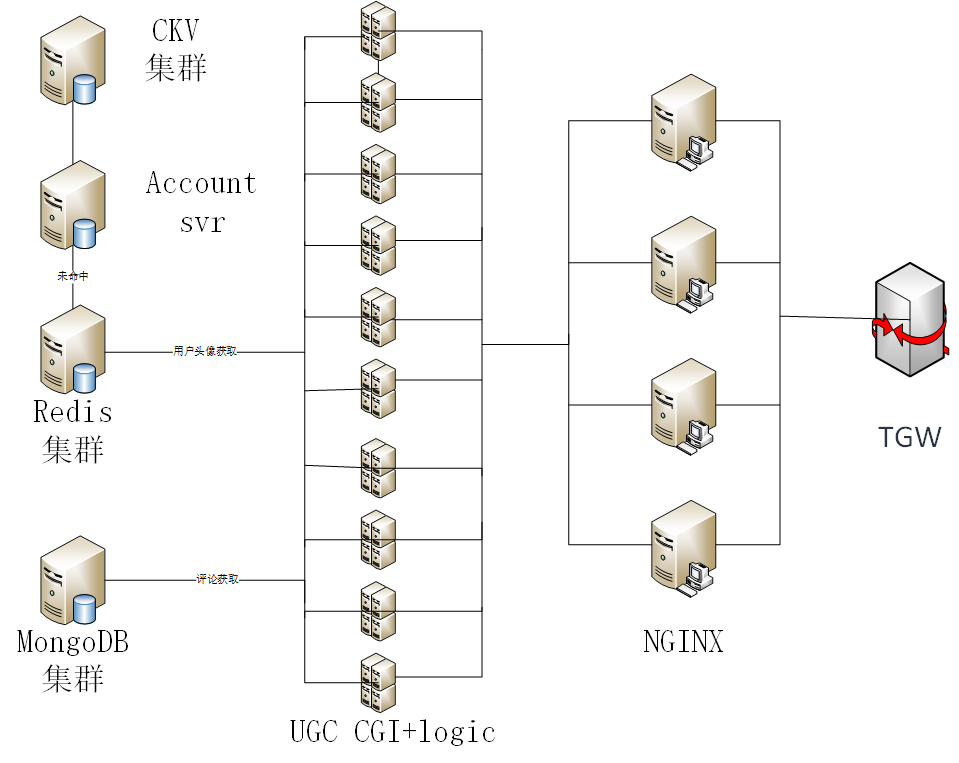 CKV
集群
Account
svr
未命中
用户头像获取
Redis
集群
评论获取
MongoDB
集群
UGC CGI+logic
NGINX
TGW